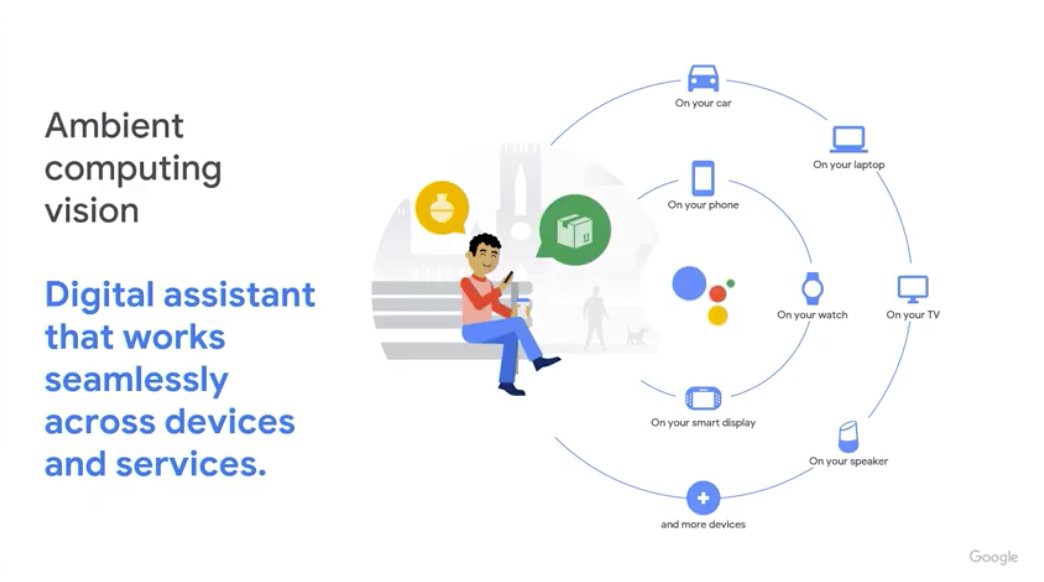 Ambient
computing
vision
Digital assistant
that works
seamlessly
across devices
and services.
On your car
On your laptop
On your phone
On your watch
On your TV
On your smart display
On your speaker
and more devices
Google